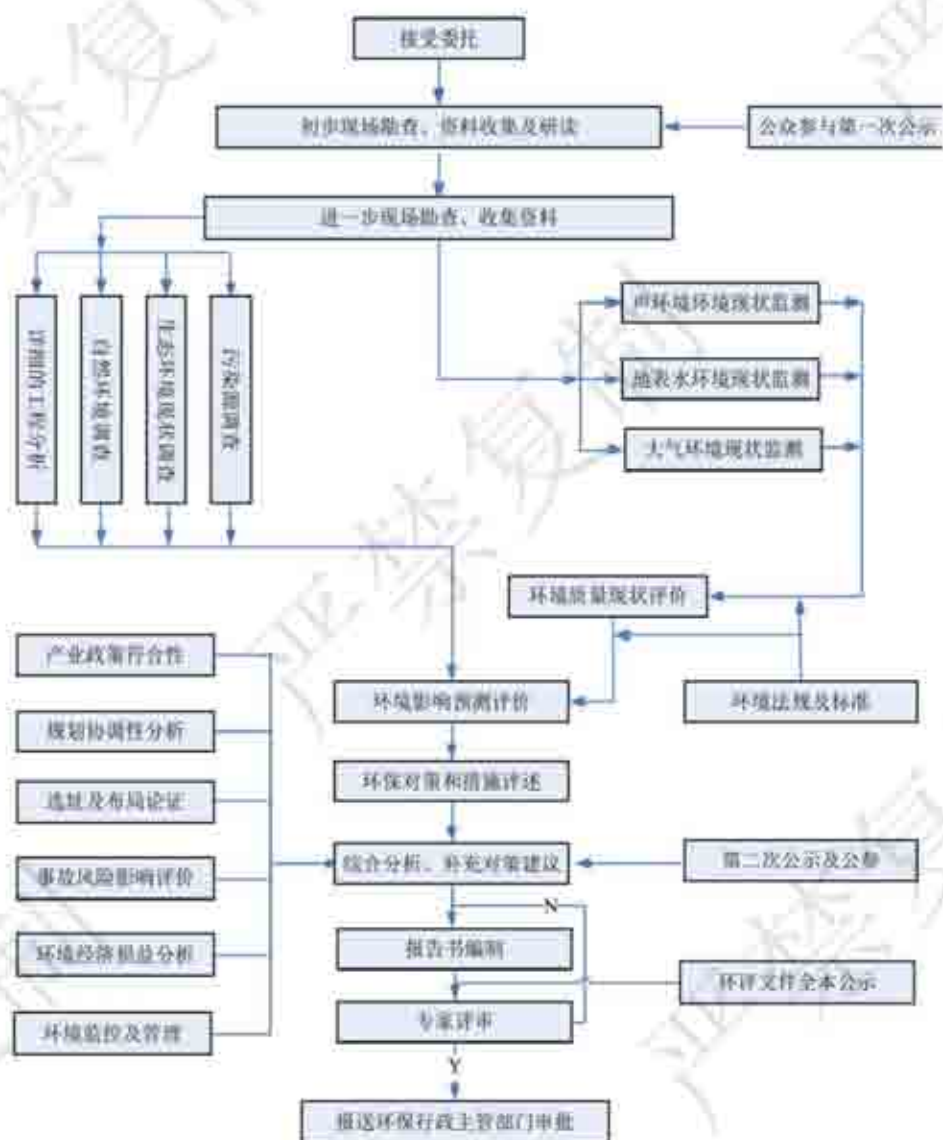 接受委托
初步现场勘查、资料收集及研读
公众参与第一次公示
进一步现场勘查、收集资料
详细的工程分析
自然环境调查
生态环境现状调查
污染源调查
声环境环境现状监测
地表水环境现状监测
大气环境现状监测
环境质量现状评价
产业政策符合性
环境影响预测评价
环境法规及标准
规划协调性分析
环保对策和措施评述
选址及布局论证
综合分析、补充对策建议
第二次公示及公参
事故风险影响评价
N
报告书编制
环境经济损益分析
环评文件全本公示
专家评审
环境监控及管理
Y
报送环保行政主管部门审批
严禁复制